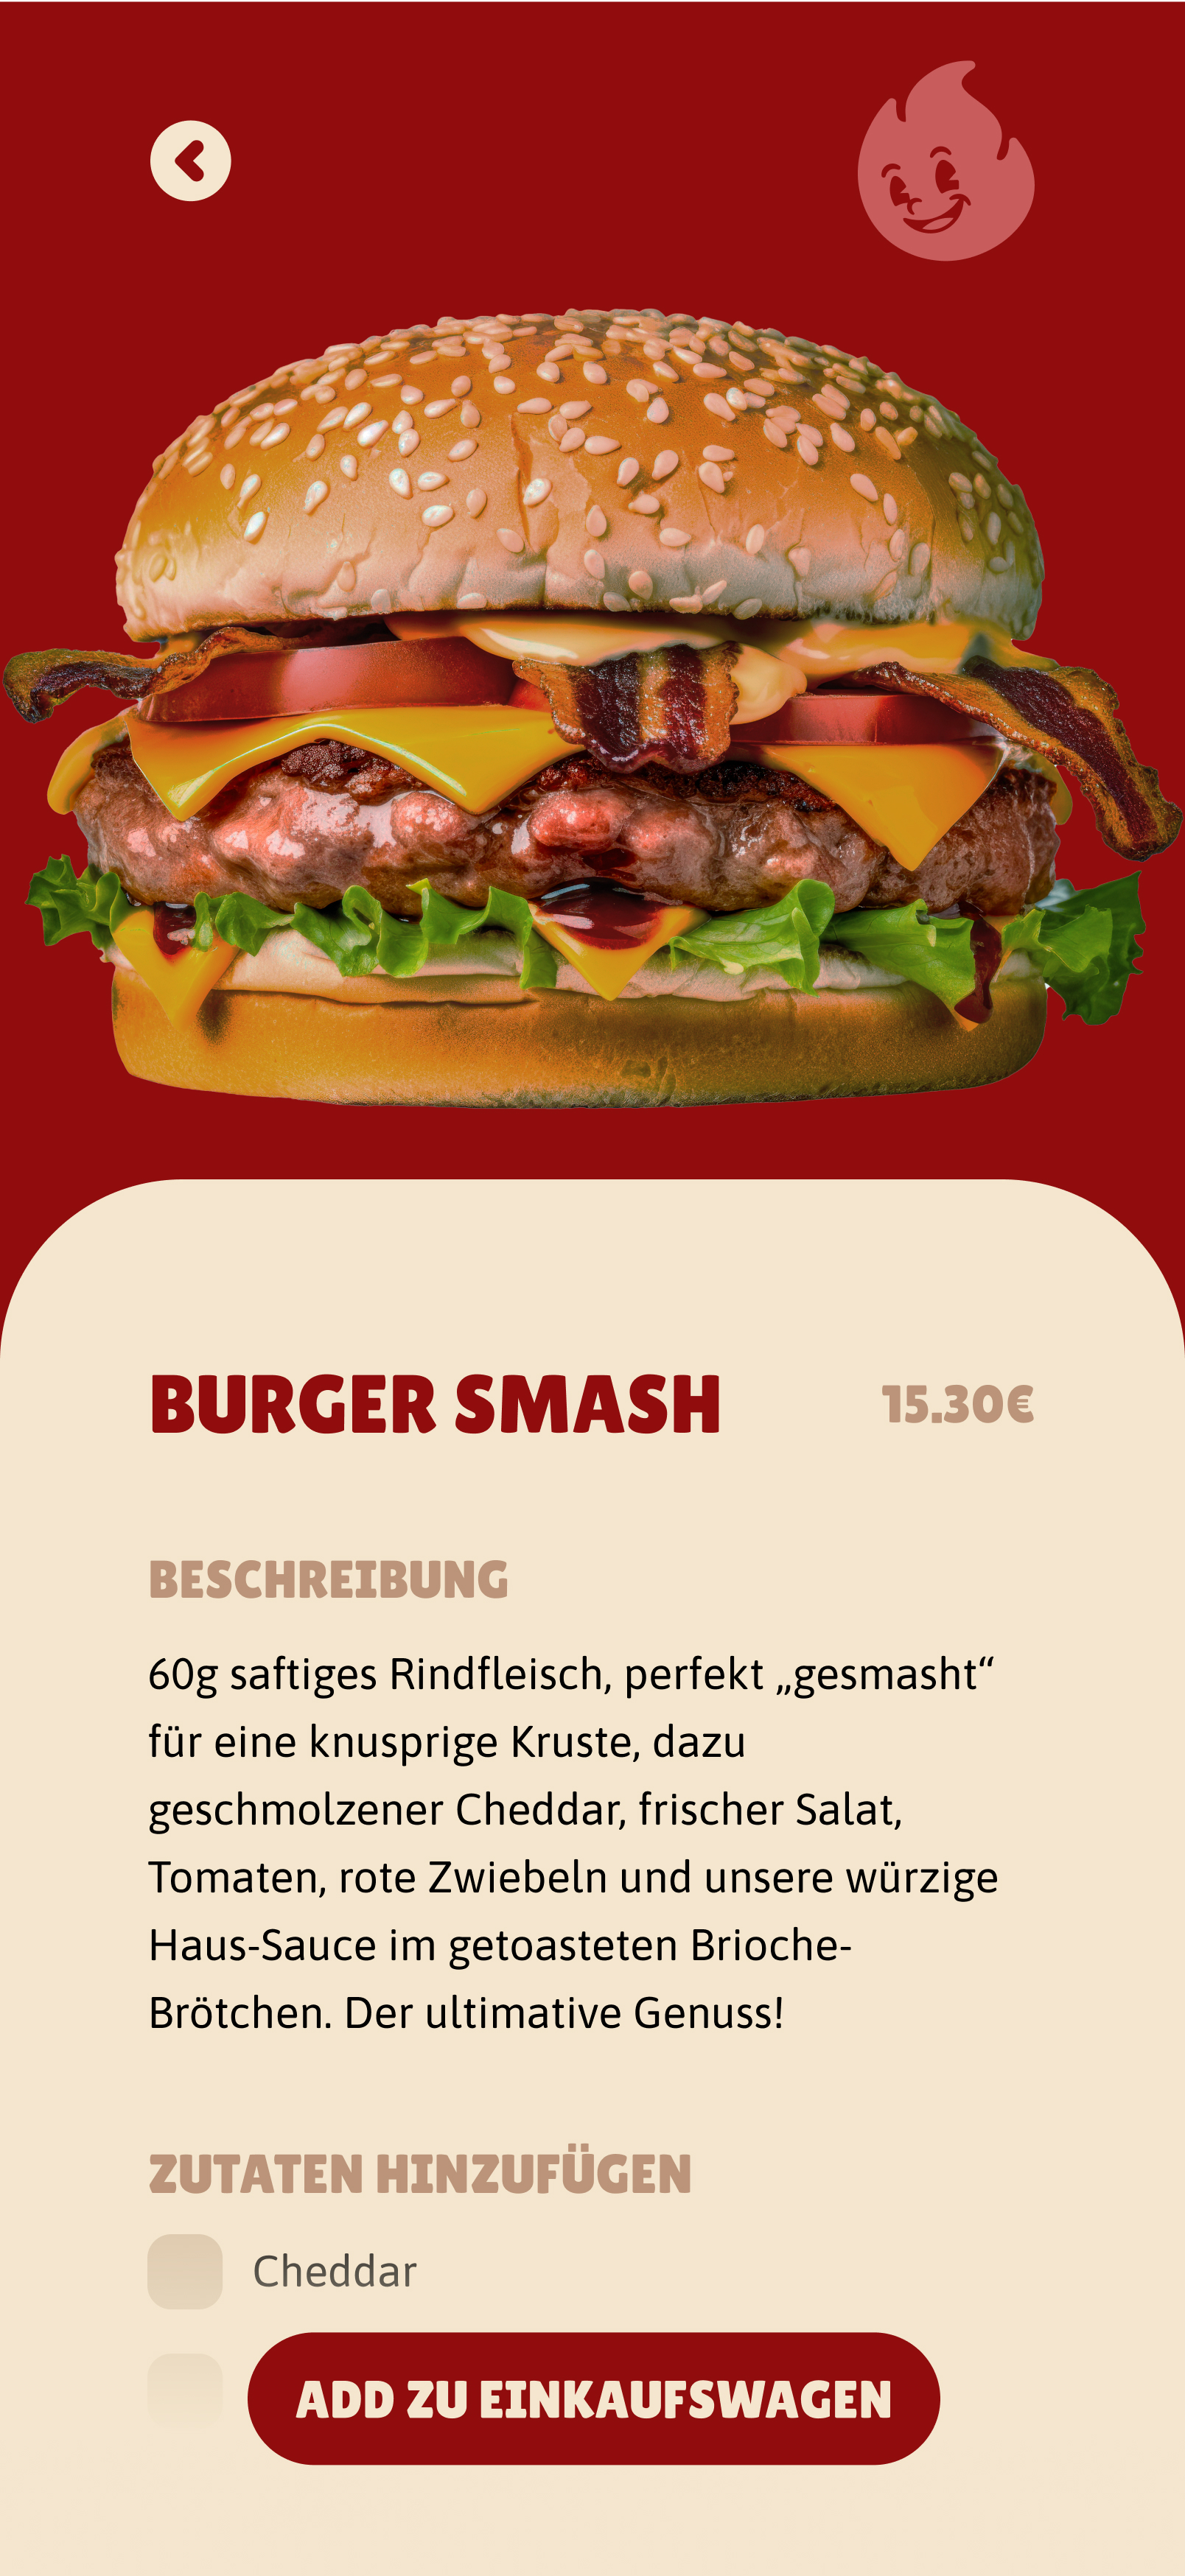 BURGER SMASH
15.30€
BESCHREIBUNG
60g saftiges Rindfleisch, perfekt „gesmasht“
für eine knusprige Kruste, dazu
geschmolzener Cheddar, frischer Salat,
Tomaten, rote Zwiebeln und unsere würzige
Haus-Sauce im getoasteten Brioche-
Brötchen. Der ultimative Genuss!
ZUTATEN HINZUFÜGEN
Cheddar
ADD ZU EINKAUFSWAGEN